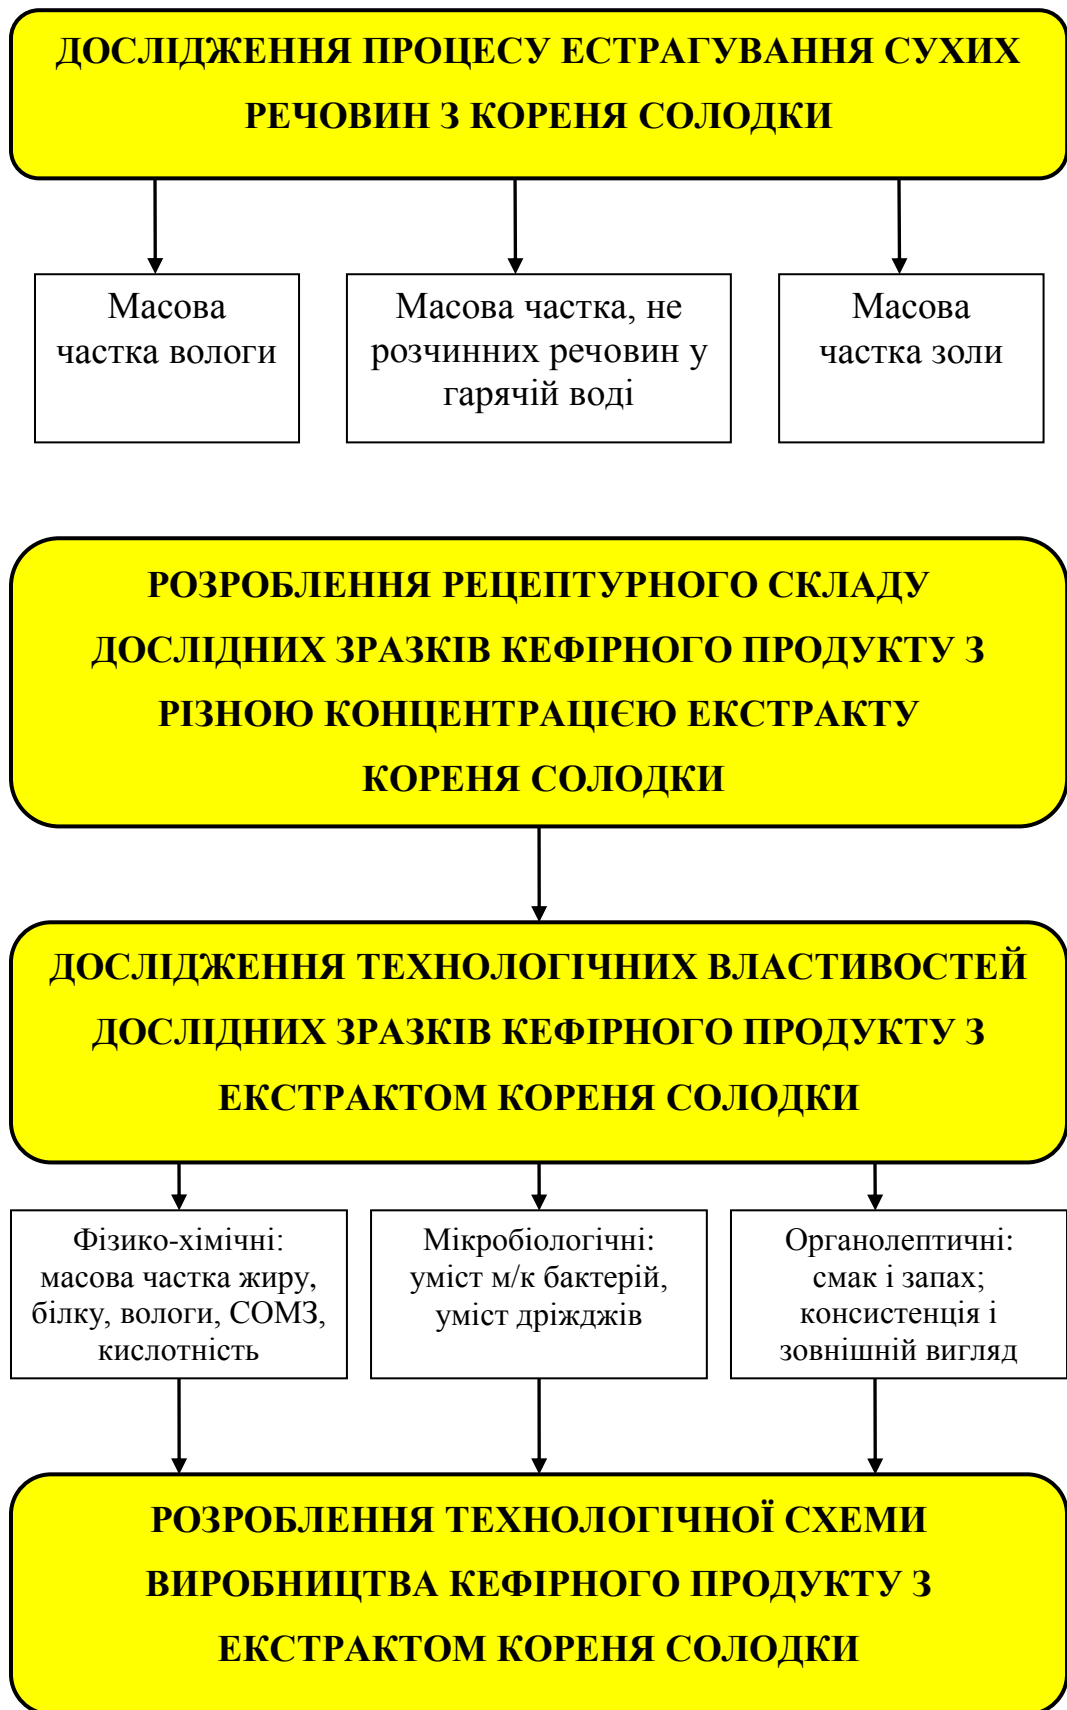 ДОСЛІДЖЕННЯ ПРОЦЕСУ ЕСТРАГУВАННЯ СУХИХ
РЕЧОВИН З КОРЕНЯ СОЛОДКИ
Масова
частка вологи
Масова частка, не
розчинних речовин у
гарячій воді
Масова
частка золи
РОЗРОБЛЕННЯ РЕЦЕПТУРНОГО СКЛАДУ
ДОСЛІДНИХ ЗРАЗКІВ КЕФІРНОГО ПРОДУКТУ З
РІЗНОЮ КОНЦЕНТРАЦІЄЮ ЕКСТРАКТУ
КОРЕНЯ СОЛОДКИ
ДОСЛІДЖЕННЯ ТЕХНОЛОГІЧНИХ ВЛАСТИВОСТЕЙ
ДОСЛІДНИХ ЗРАЗКІВ КЕФІРНОГО ПРОДУКТУ З
ЕКСТРАКТОМ КОРЕНЯ СОЛОДКИ
Фізико-хімічні:
масова частка жиру,
білку, вологи, СОМЗ,
кислотність
Мікробіологічні:
уміст м/к бактерій,
уміст дріжджів
Органолептичні:
смак і запах;
консистенція і
зовнішній вигляд
РОЗРОБЛЕННЯ ТЕХНОЛОГІЧНОЇ СХЕМИ
ВИРОБНИЦТВА КЕФІРНОГО ПРОДУКТУ З
ЕКСТРАКТОМ КОРЕНЯ СОЛОДКИ